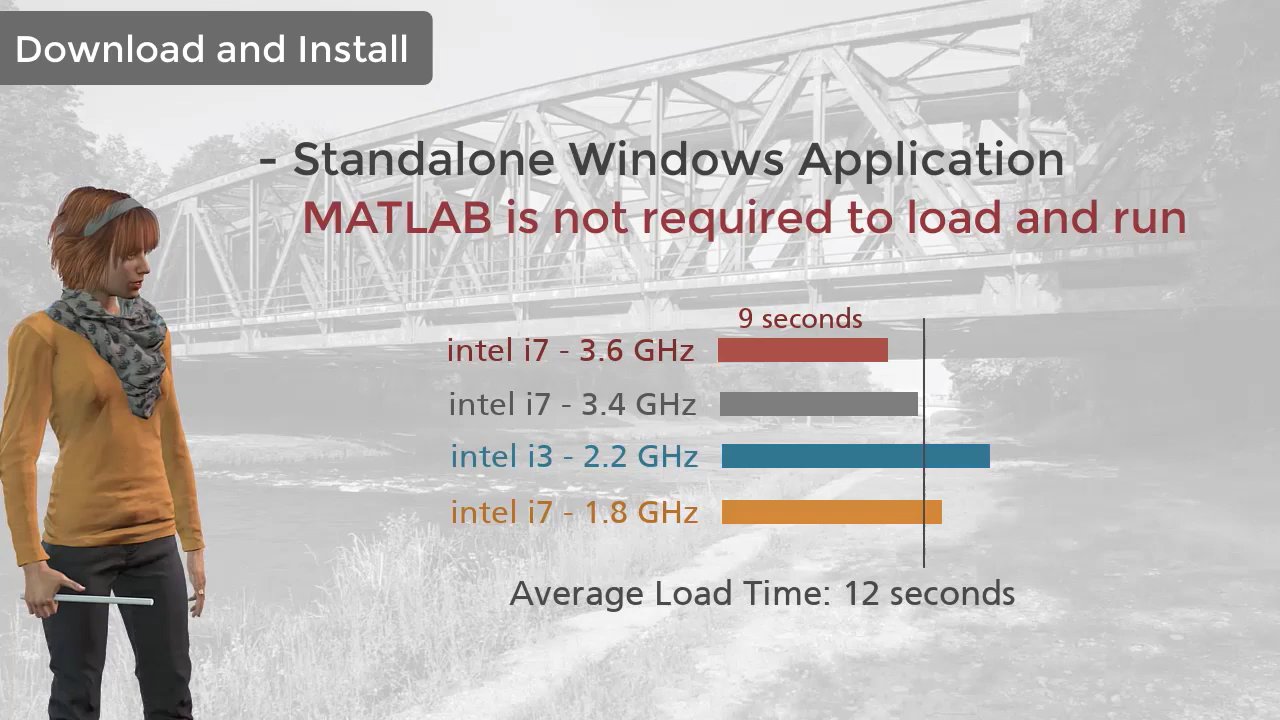 Download and Install
- Standalone Windows Application
MATLAB is not required to load and run
9 seconds
intel i7 - 3.6 GHz
intel i7 - 3.4 GHz
intel i3 - 2.2 GHz
intel i7 - 1.8 GHz
Average Load Time: 12 seconds